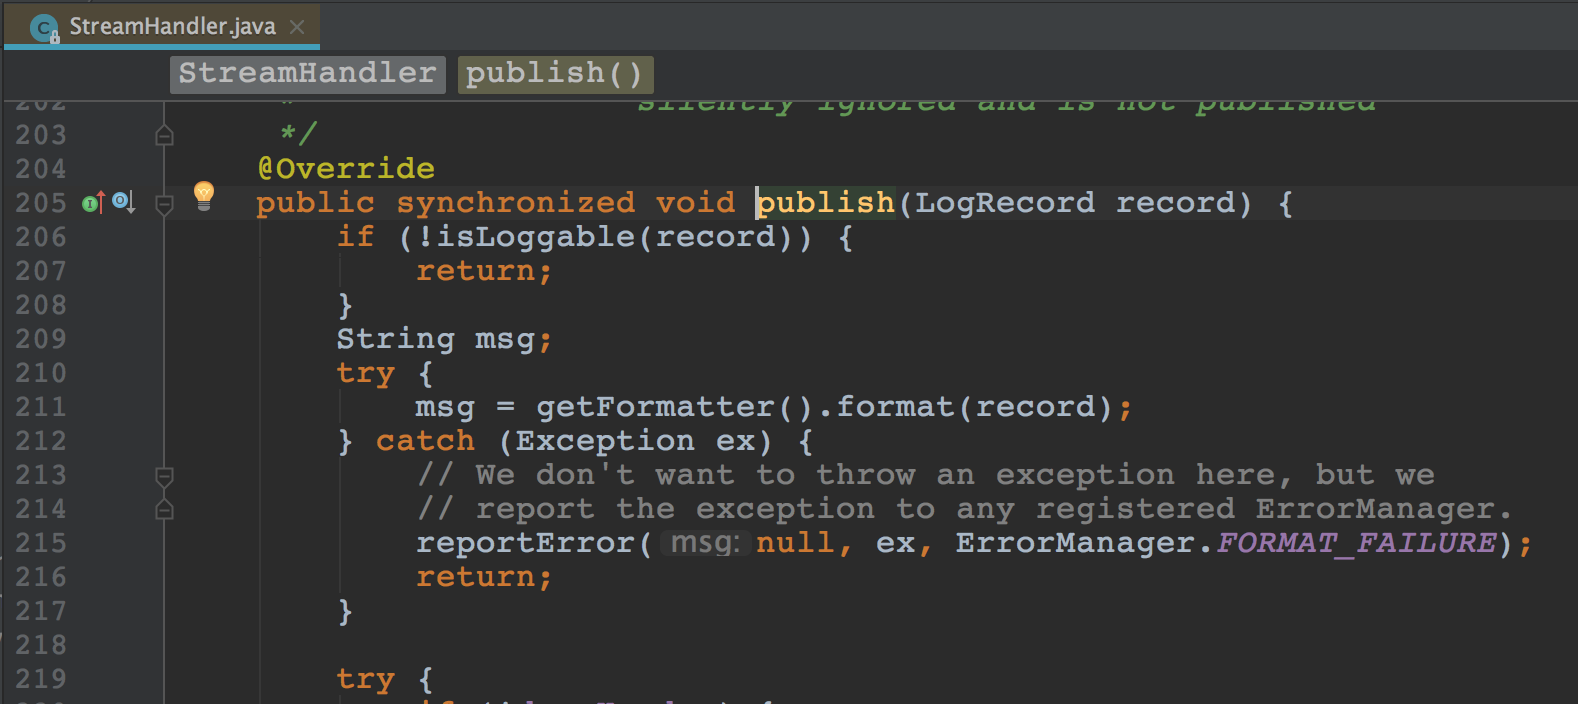 StreamHandler.java
StreamHandler publish()
202 * silently ignored and is not published
203 */
204 @Override
205 public synchronized void publish(LogRecord record) {
206 if (!isLoggable(record)) {
207 return;
208 }
209 String msg;
210 try {
211 msg = getFormatter().format(record);
212 } catch (Exception ex) {
213 // We don't want to throw an exception here, but we
214 // report the exception to any registered ErrorManager.
215 reportError( msg: null, ex, ErrorManager.FORMAT_FAILURE);
216 return;
217 }
218
219 try {